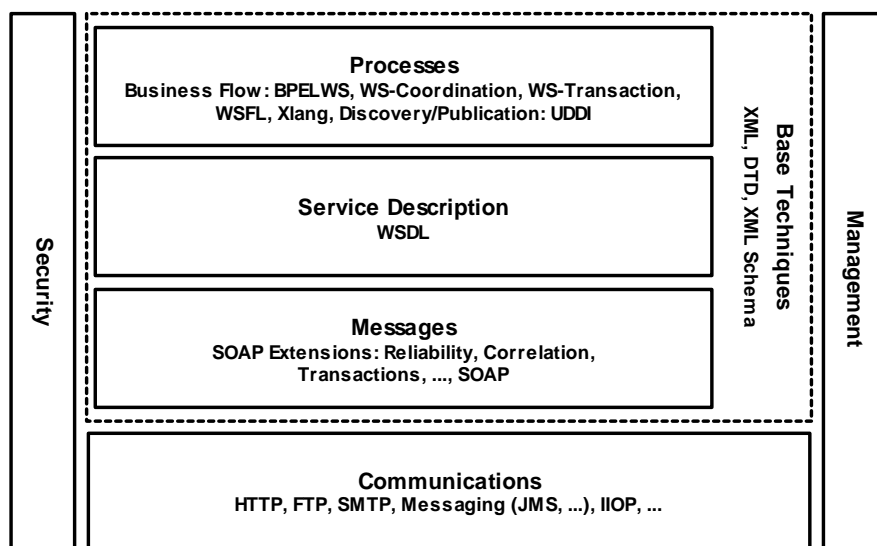 Security
Processes
Business Flow: BPELWS, WS-Coordination, WS-Transaction,
WSFL, Xlang, Discovery/Publication: UDDI
Service Description
WSDL
Messages
SOAP Extensions: Reliability, Correlation,
Transactions, ..., SOAP
Base Techniques
XML, DTD, XML Schema
Management
Communications
HTTP, FTP, SMTP, Messaging (JMS, ...), IIOP, ...